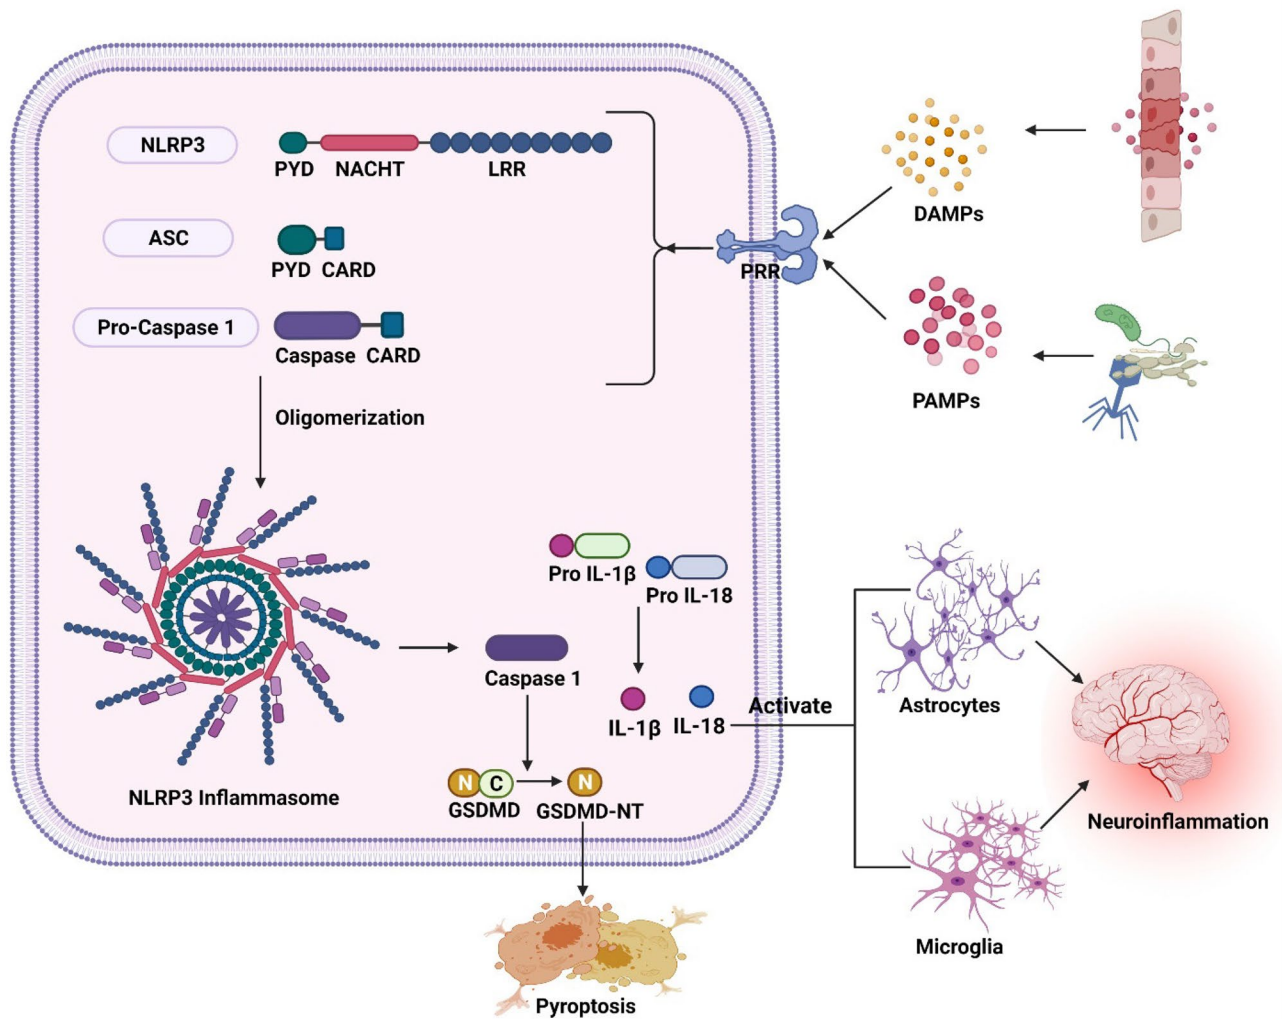 NLRP3
PYD NACHT LRR
ASC
PYD CARD
Pro-Caspase 1
Caspase CARD
Oligomerization
NLRP3 Inflammasome
PRR
DAMPs
PAMPs
Pro IL-1β
Pro IL-18
Caspase 1
IL-1β IL-18
Activate
N C N
GSDMD GSDMD-NT
Pyroptosis
Astrocytes
Microglia
Neuroinflammation